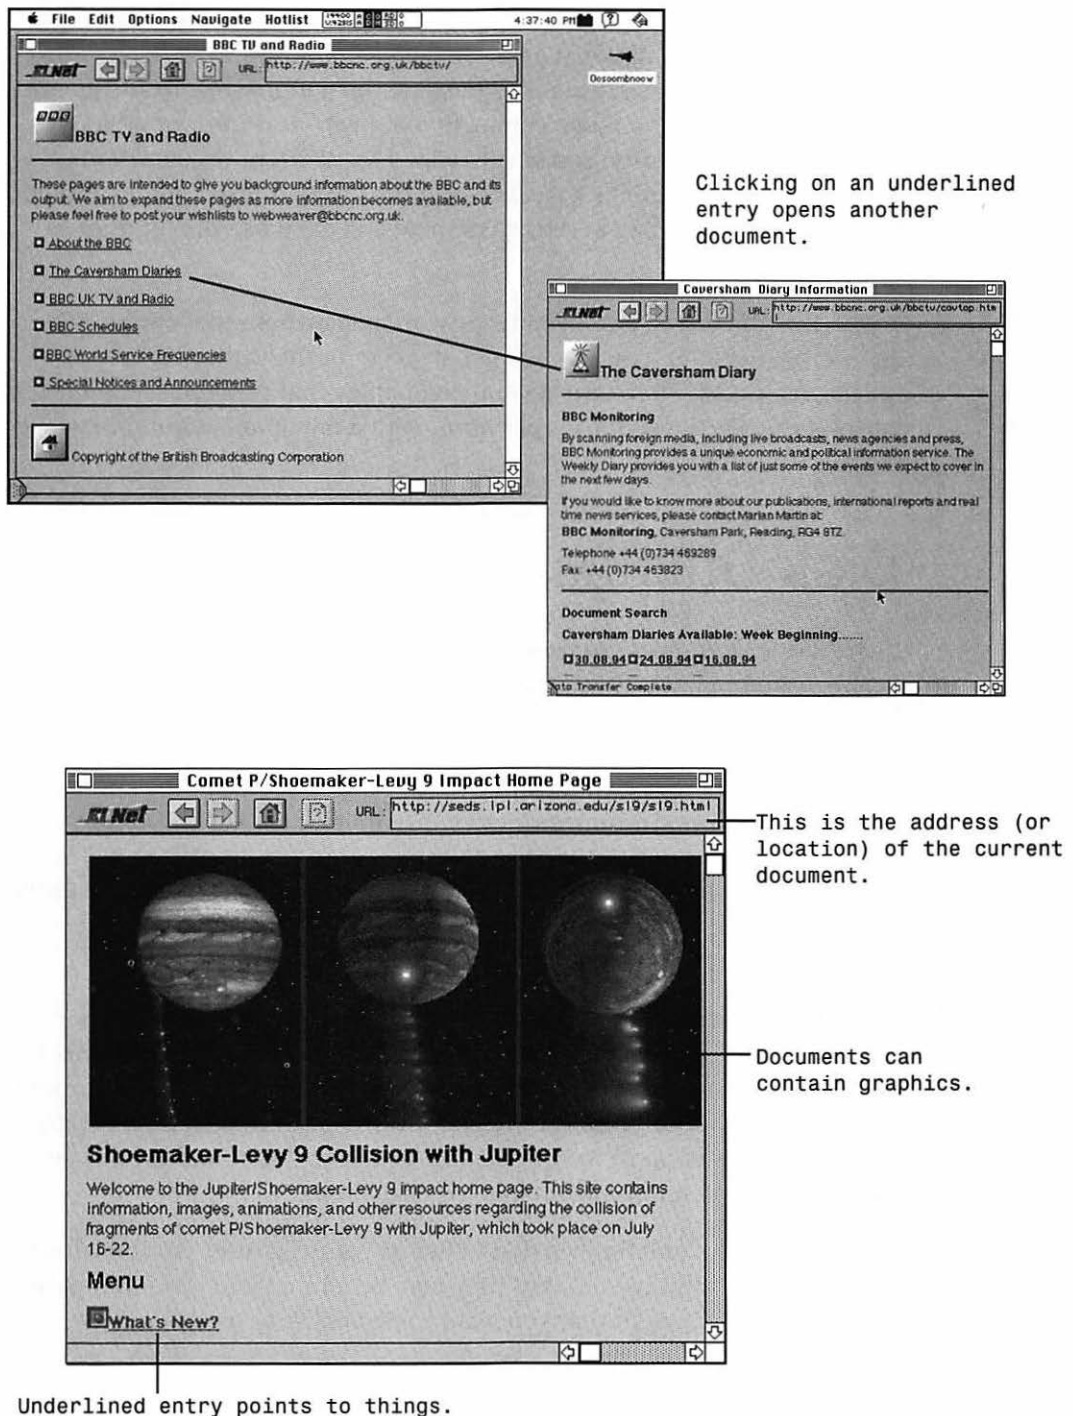 File Edit Options Navigate Hotlist
4:37:40 PM
BBC TV and Radio
EINet
URL: http://www.bbcnc.org.uk/bbctv/
BBC TV and Radio
These pages are intended to give you background information about the BBC and its
output. We aim to expand these pages as more information becomes available, but
please feel free to post your wishlists to webweaver@bbcnc.org.uk.
About the BBC
The Caversham Diaries
BBC UK TV and Radio
BBC Schedules
BBC World Service Frequencies
Special Notices and Announcements
Copyright of the British Broadcasting Corporation
Clicking on an underlined
entry opens another
document.
Caversham Diary Information
EINet
URL: http://www.bbcnc.org.uk/bbctv/cavtop.htm
l
The Caversham Diary
BBC Monitoring
By scanning foreign media, including live broadcasts, news agencies and press,
BBC Monitoring provides a unique economic and political information service. The
Weekly Diary provides you with a list of just some of the events we expect to cover in
the next few days.
If you would like to know more about our publications, international reports and real
time news services, please contact Marian Martin at:
BBC Monitoring, Caversham Park, Reading, RG4 8TZ.
Telephone +44 (0)734 469289
Fax: +44 (0)734 463823
Document Search
Caversham Diaries Available: Week Beginning.......
30.08.94 24.08.94 16.08.94
Data Transfer Complete
Comet P/Shoemaker-Levy 9 Impact Home Page
EINet
URL: http://seds.lpl.arizona.edu/sl9/sl9.html
This is the address (or
location) of the current
document.
Documents can
contain graphics.
Shoemaker-Levy 9 Collision with Jupiter
Welcome to the Jupiter/Shoemaker-Levy 9 impact home page. This site contains
information, images, animations, and other resources regarding the collision of
fragments of comet P/Shoemaker-Levy 9 with Jupiter, which took place on July
16-22.
Menu
What's New?
Underlined entry points to things.